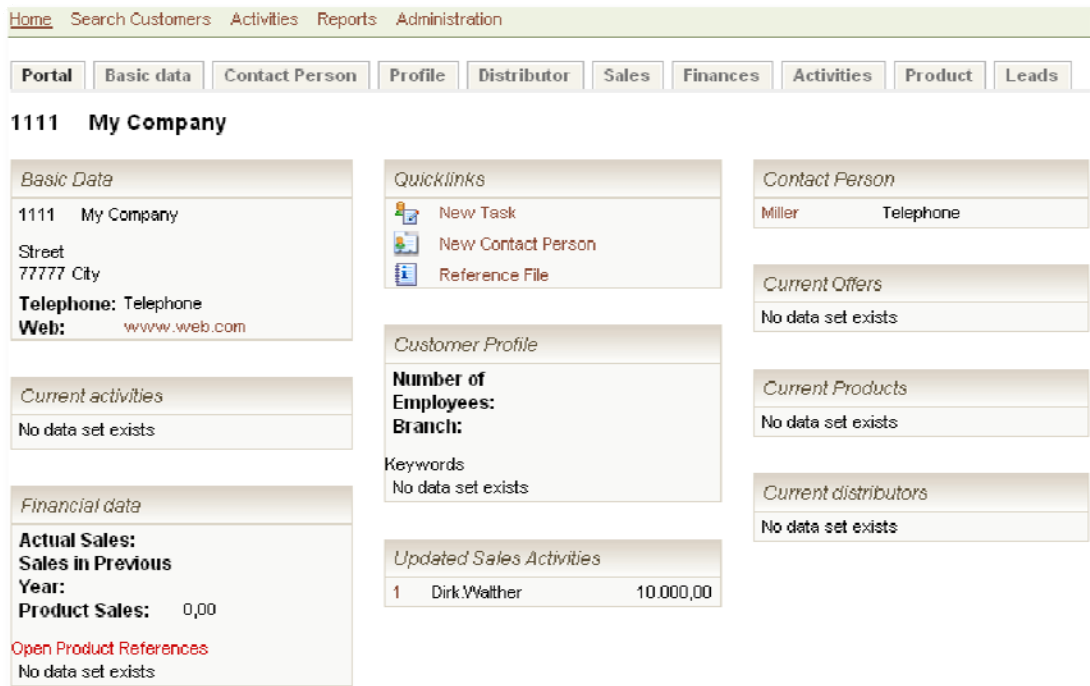 Home Search Customers Activities Reports Administration
Portal Basic data Contact Person Profile Distributor Sales Finances Activities Product Leads
1111 My Company
Basic Data
1111 My Company
Street
77777 City
Telephone: Telephone
Web: www.web.com
Current activities
No data set exists
Financial data
Actual Sales:
Sales in Previous
Year:
Product Sales: 0,00
Open Product References
No data set exists
Quicklinks
New Task
New Contact Person
Reference File
Customer Profile
Number of
Employees:
Branch:
Keywords
No data set exists
Updated Sales Activities
1 Dirk.Walther 10.000,00
Contact Person
Miller Telephone
Current Offers
No data set exists
Current Products
No data set exists
Current distributors
No data set exists